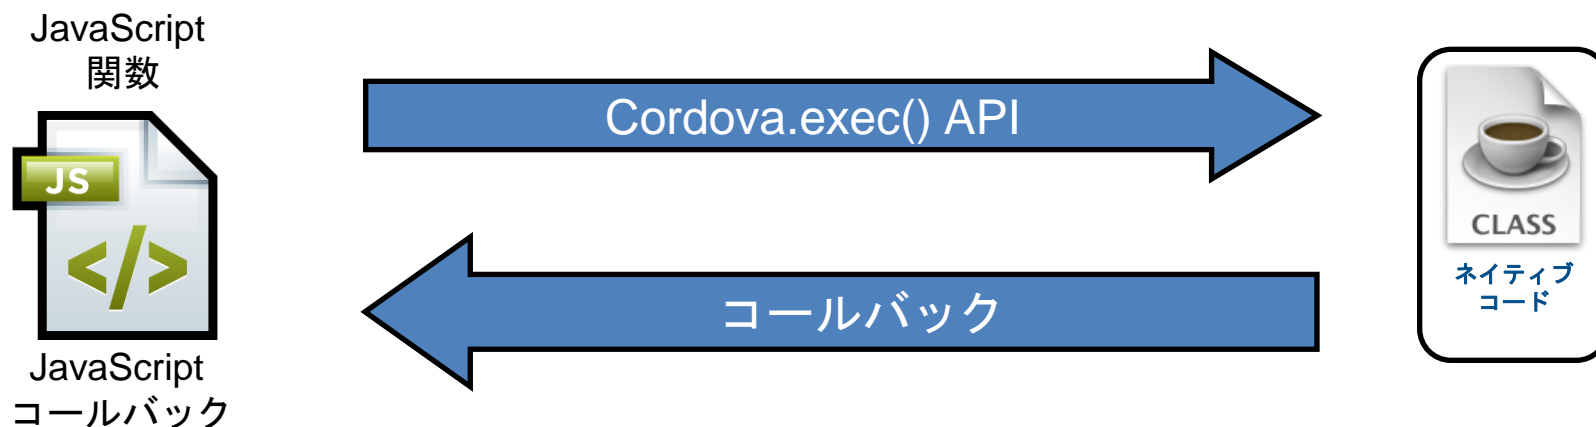 JavaScript
関数
JS
</>
JavaScript
コールバック
Cordova.exec() API
コールバック
CLASS
ネイティブ
コード